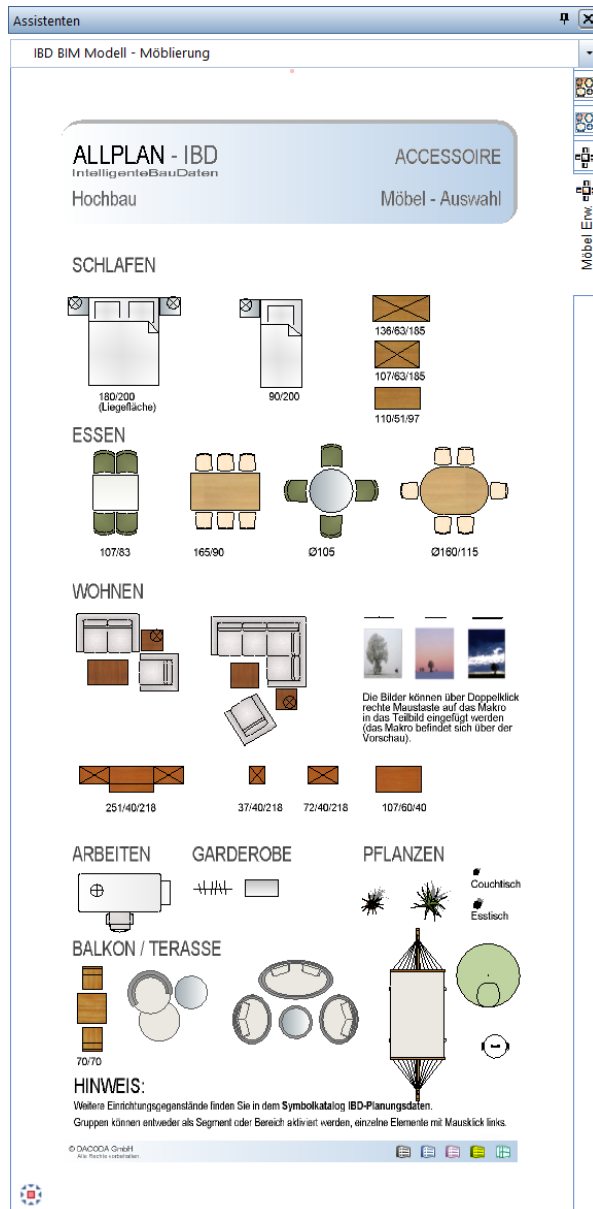 Assistenten
IBD BIM Modell - Möblierung
ALLPLAN - IBD
IntelligenteBauDaten
Hochbau
ACCESSOIRE
Möbel - Auswahl
Möbel Erw.
SCHLAFEN
180/200
(Liegefläche)
90/200
136/63/185
107/63/185
110/51/97
ESSEN
107/83
165/90
Ø105
Ø160/115
WOHNEN
Die Bilder können über Doppelklick
rechte Maustaste auf das Makro
in das Teilbild eingefügt werden
(das Makro befindet sich über der
Vorschau).
251/40/218
37/40/218
72/40/218
107/60/40
ARBEITEN
GARDEROBE
PFLANZEN
Couchtisch
Esstisch
BALKON / TERASSE
70/70
HINWEIS:
Weitere Einrichtungsgegenstände finden Sie in dem Symbolkatalog IBD-Planungsdaten.
Gruppen können entweder als Segment oder Bereich aktiviert werden, einzelne Elemente mit Mausklick links.
© DACODA GmbH
Alle Rechte vorbehalten